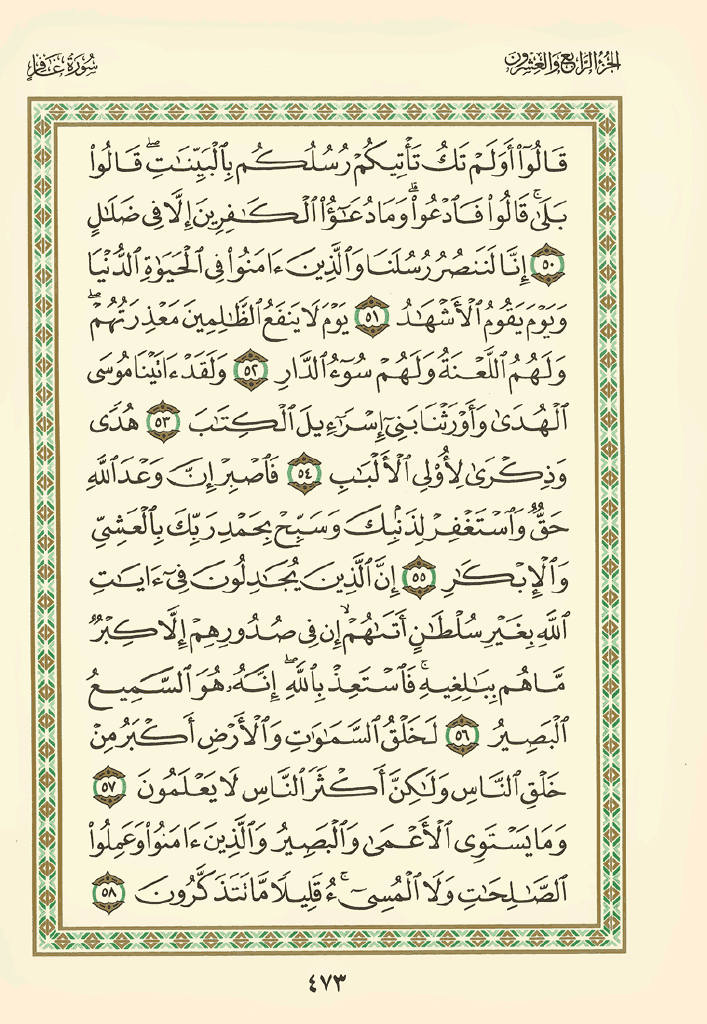 الجزء الرابع والعشرون
سورة غافر
قَالُوٓا۟ أَوَلَمْ تَكُ تَأْتِيكُمْ رُسُلُكُم بِٱلْبَيِّنَٰتِ ۖ قَالُوا۟
بَلَىٰ ۚ قَالُوا۟ فَٱدْعُوا۟ ۗ وَمَا دُعَٰٓؤُا۟ ٱلْكَٰفِرِينَ إِلَّا فِى ضَلَٰلٍ
٥٠ إِنَّا لَنَنصُرُ رُسُلَنَا وَٱلَّذِينَ ءَامَنُوا۟ فِى ٱلْحَيَوٰةِ ٱلدُّنْيَا
وَيَوْمَ يَقُومُ ٱلْأَشْهَٰدُ ٥١ يَوْمَ لَا يَنفَعُ ٱلظَّٰلِمِينَ مَعْذِرَتُهُمْ ۖ
وَلَهُمُ ٱللَّعْنَةُ وَلَهُمْ سُوٓءُ ٱلدَّارِ ٥٢ وَلَقَدْ ءَاتَيْنَا مُوسَى
ٱلْهُدَىٰ وَأَوْرَثْنَا بَنِىٓ إِسْرَٰٓءِيلَ ٱلْكِتَٰبَ ٥٣ هُدًى
وَذِكْرَىٰ لِأُو۟لِى ٱلْأَلْبَٰبِ ٥٤ فَٱصْبِرْ إِنَّ وَعْدَ ٱللَّهِ
حَقٌّ وَٱسْتَغْفِرْ لِذَنۢبِكَ وَسَبِّحْ بِحَمْدِ رَبِّكَ بِٱلْعَشِىِّ
وَٱلْإِبْكَٰرِ ٥٥ إِنَّ ٱلَّذِينَ يُجَٰدِلُونَ فِىٓ ءَايَٰتِ
ٱللَّهِ بِغَيْرِ سُلْطَٰنٍ أَتَىٰهُمْ ۙ إِن فِى صُدُورِهِمْ إِلَّا كِبْرٌ
مَّا هُم بِبَٰلِغِيهِ ۚ فَٱسْتَعِذْ بِٱللَّهِ ۖ إِنَّهُۥ هُوَ ٱلسَّمِيعُ
ٱلْبَصِيرُ ٥٦ لَخَلْقُ ٱلسَّمَٰوَٰتِ وَٱلْأَرْضِ أَكْبَرُ مِنْ
خَلْقِ ٱلنَّاسِ وَلَٰكِنَّ أَكْثَرَ ٱلنَّاسِ لَا يَعْلَمُونَ ٥٧
وَمَا يَسْتَوِى ٱلْأَعْمَىٰ وَٱلْبَصِيرُ وَٱلَّذِينَ ءَامَنُوا۟ وَعَمِلُوا۟
ٱلصَّٰلِحَٰتِ وَلَا ٱلْمُسِىٓءُ ۚ قَلِيلًا مَّا تَتَذَكَّرُونَ ٥٨
٤٧٣